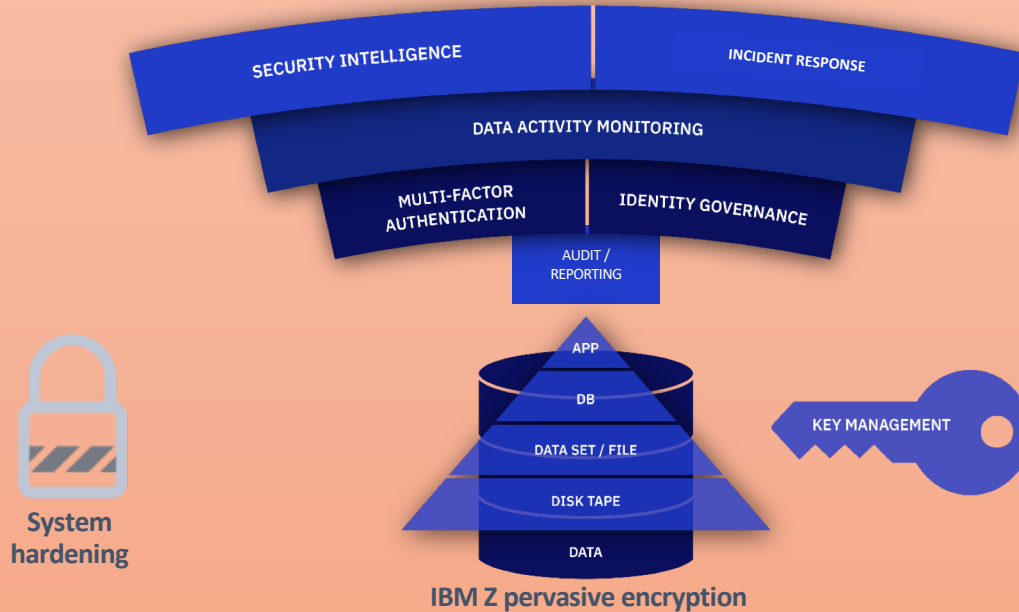 SECURITY INTELLIGENCE
INCIDENT RESPONSE
DATA ACTIVITY MONITORING
MULTI-FACTOR
AUTHENTICATION
IDENTITY GOVERNANCE
AUDIT /
REPORTING
APP
DB
DATA SET / FILE
DISK TAPE
DATA
KEY MANAGEMENT
System
hardening
IBM Z pervasive encryption